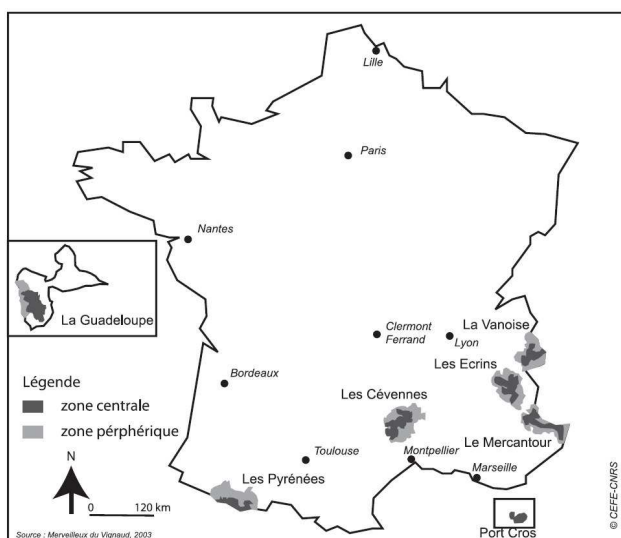 Lille
Paris
Nantes
La Guadeloupe
Clermont
Ferrand
Lyon
La Vanoise
Les Ecrins
Bordeaux
Légende
zone centrale
zone pérphérique
Les Cévennes
Le Mercantour
Toulouse
Montpellier
Marseille
Les Pyrénées
N
0 120 km
Port Cros
Source : Merveilleux du Vignaud, 2003
© CEFE-CNRS